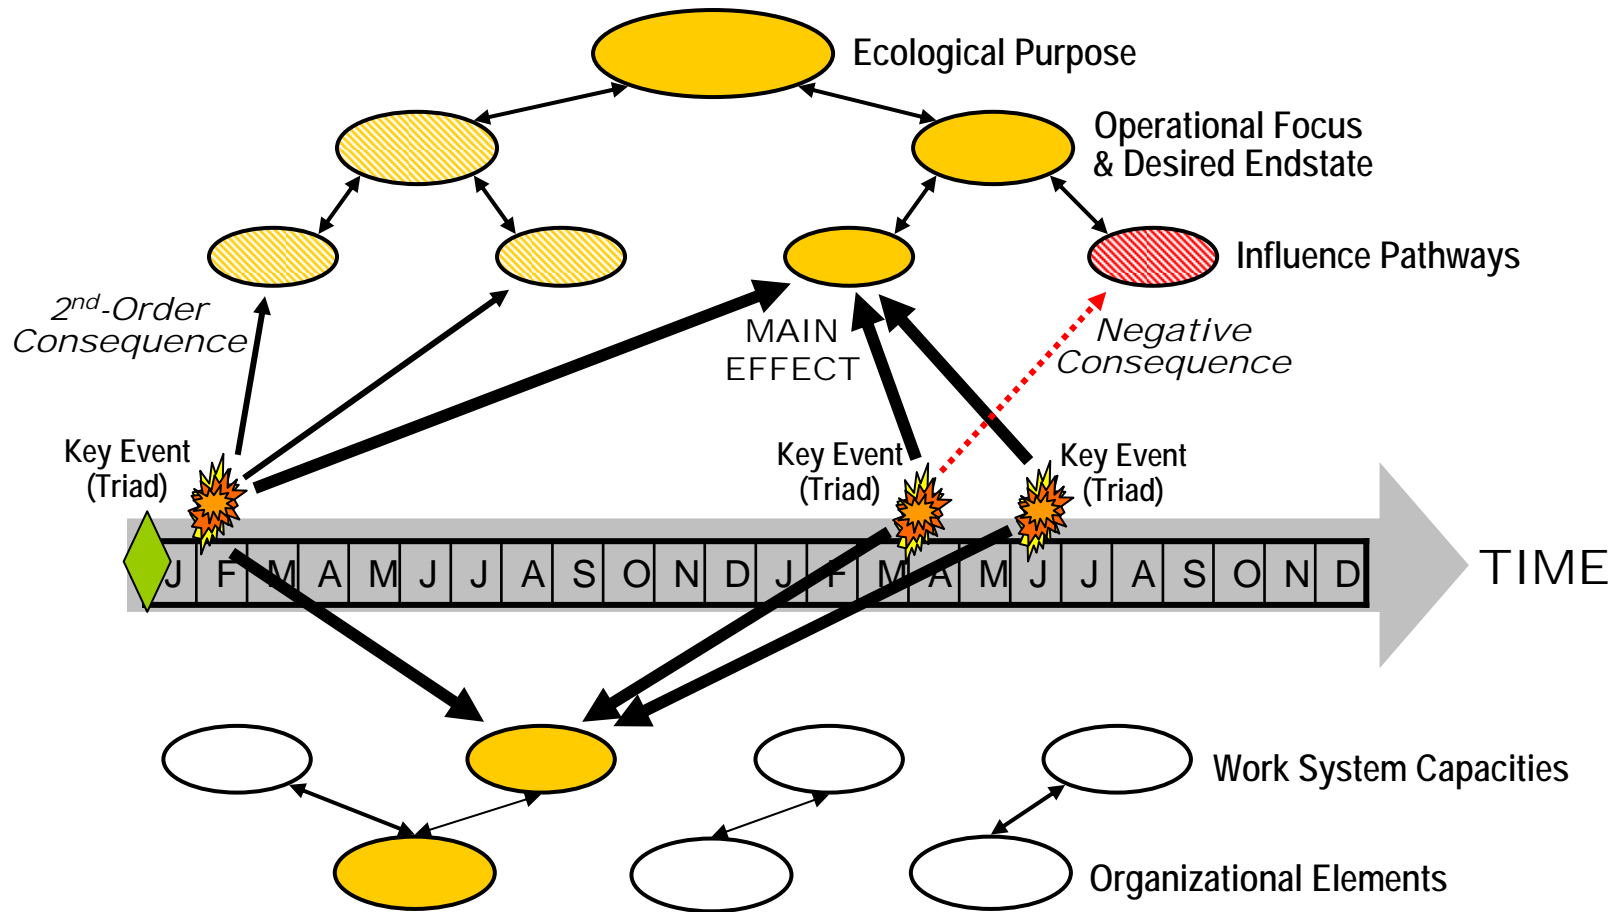 Ecological Purpose
Operational Focus
& Desired Endstate
Influence Pathways
2nd-Order
Consequence
MAIN
EFFECT
Negative
Consequence
Key Event
(Triad)
Key Event
(Triad)
Key Event
(Triad)
J F M A M J J A S O N D J F M A M J J A S O N D
TIME
Work System Capacities
Organizational Elements